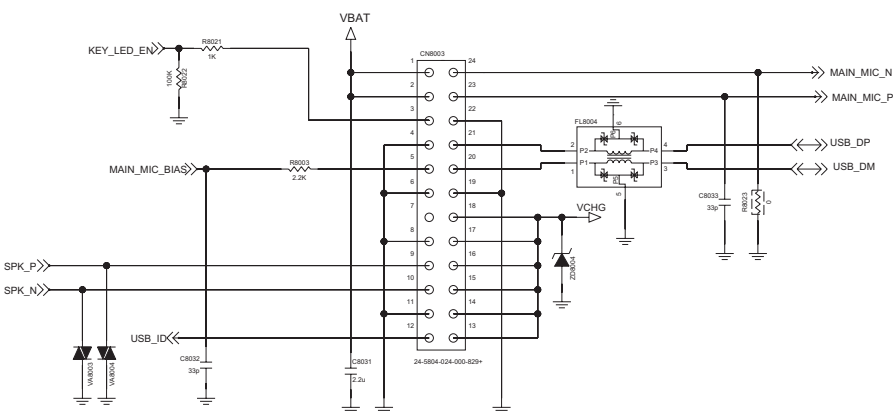 VBAT
KEY_LED_EN
R8021
1K
100K
R8022
CN8003
1
2
3
4
5
6
7
8
9
10
11
12
24
23
22
21
20
19
18
17
16
15
14
13
24-5804-024-000-829+
MAIN_MIC_N
MAIN_MIC_P
FL8004
6
P6
2
P2
P4
4
1
P1
P3
3
P5
5
USB_DP
USB_DM
MAIN_MIC_BIAS
R8003
2.2K
VCHG
ZD8004
C8033
33p
R8023
0
SPK_P
SPK_N
USB_ID
VA8003
VA8004
C8032
33p
C8031
2.2u